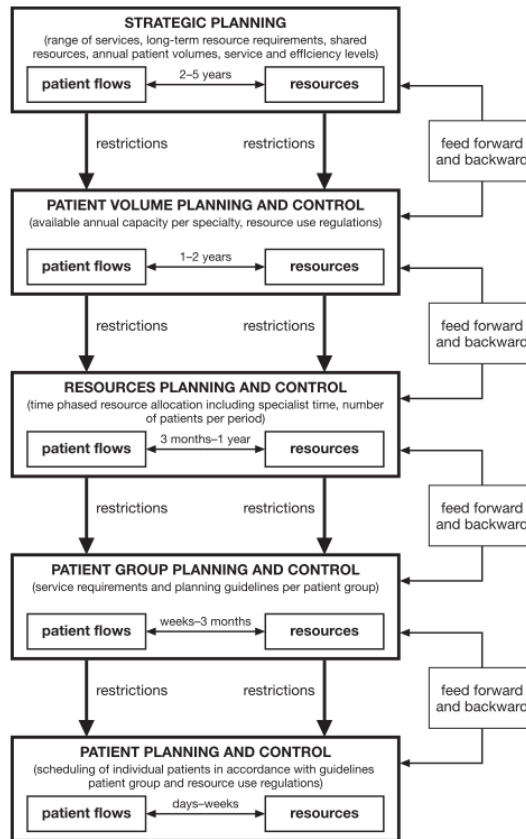 STRATEGIC PLANNING
(range of services, long-term resource requirements, shared
resources, annual patient volumes, service and efficiency levels)
patient flows
2–5 years
resources
restrictions
restrictions
feed forward
and backward
PATIENT VOLUME PLANNING AND CONTROL
(available annual capacity per specialty, resource use regulations)
patient flows
1–2 years
resources
restrictions
restrictions
feed forward
and backward
RESOURCES PLANNING AND CONTROL
(time phased resource allocation including specialist time, number
of patients per period)
patient flows
3 months–1 year
resources
restrictions
restrictions
feed forward
and backward
PATIENT GROUP PLANNING AND CONTROL
(service requirements and planning guidelines per patient group)
patient flows
weeks–3 months
resources
restrictions
restrictions
feed forward
and backward
PATIENT PLANNING AND CONTROL
(scheduling of individual patients in accordance with guidelines
patient group and resource use regulations)
patient flows
days–weeks
resources